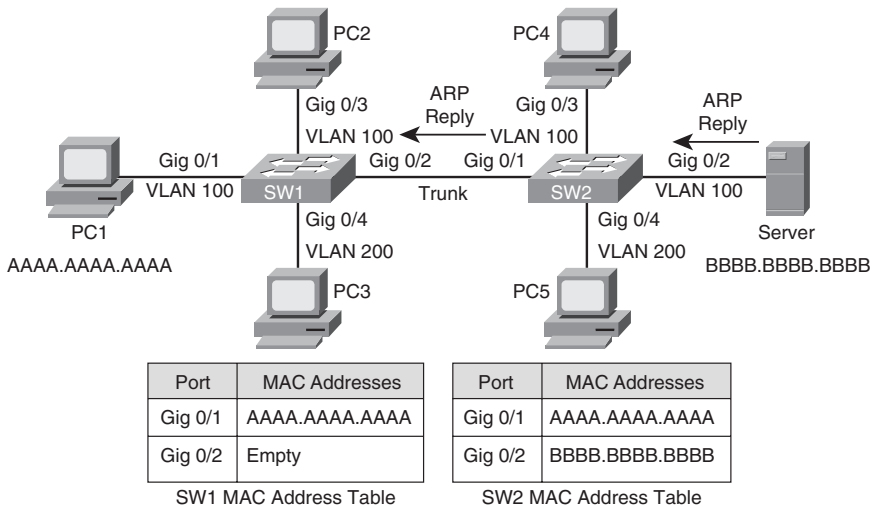 PC2
PC4
ARP
Reply
ARP
Reply
Gig 0/3
VLAN 100
Gig 0/3
VLAN 100
Gig 0/1
VLAN 100
Gig 0/2
Gig 0/1
Gig 0/2
VLAN 100
SW1
Trunk
SW2
PC1
AAAA.AAAA.AAAA
Gig 0/4
VLAN 200
Gig 0/4
VLAN 200
Server
BBBB.BBBB.BBBB
PC3
PC5
Port MAC Addresses
Gig 0/1 AAAA.AAAA.AAAA
Gig 0/2 Empty
SW1 MAC Address Table
Port MAC Addresses
Gig 0/1 AAAA.AAAA.AAAA
Gig 0/2 BBBB.BBBB.BBBB
SW2 MAC Address Table